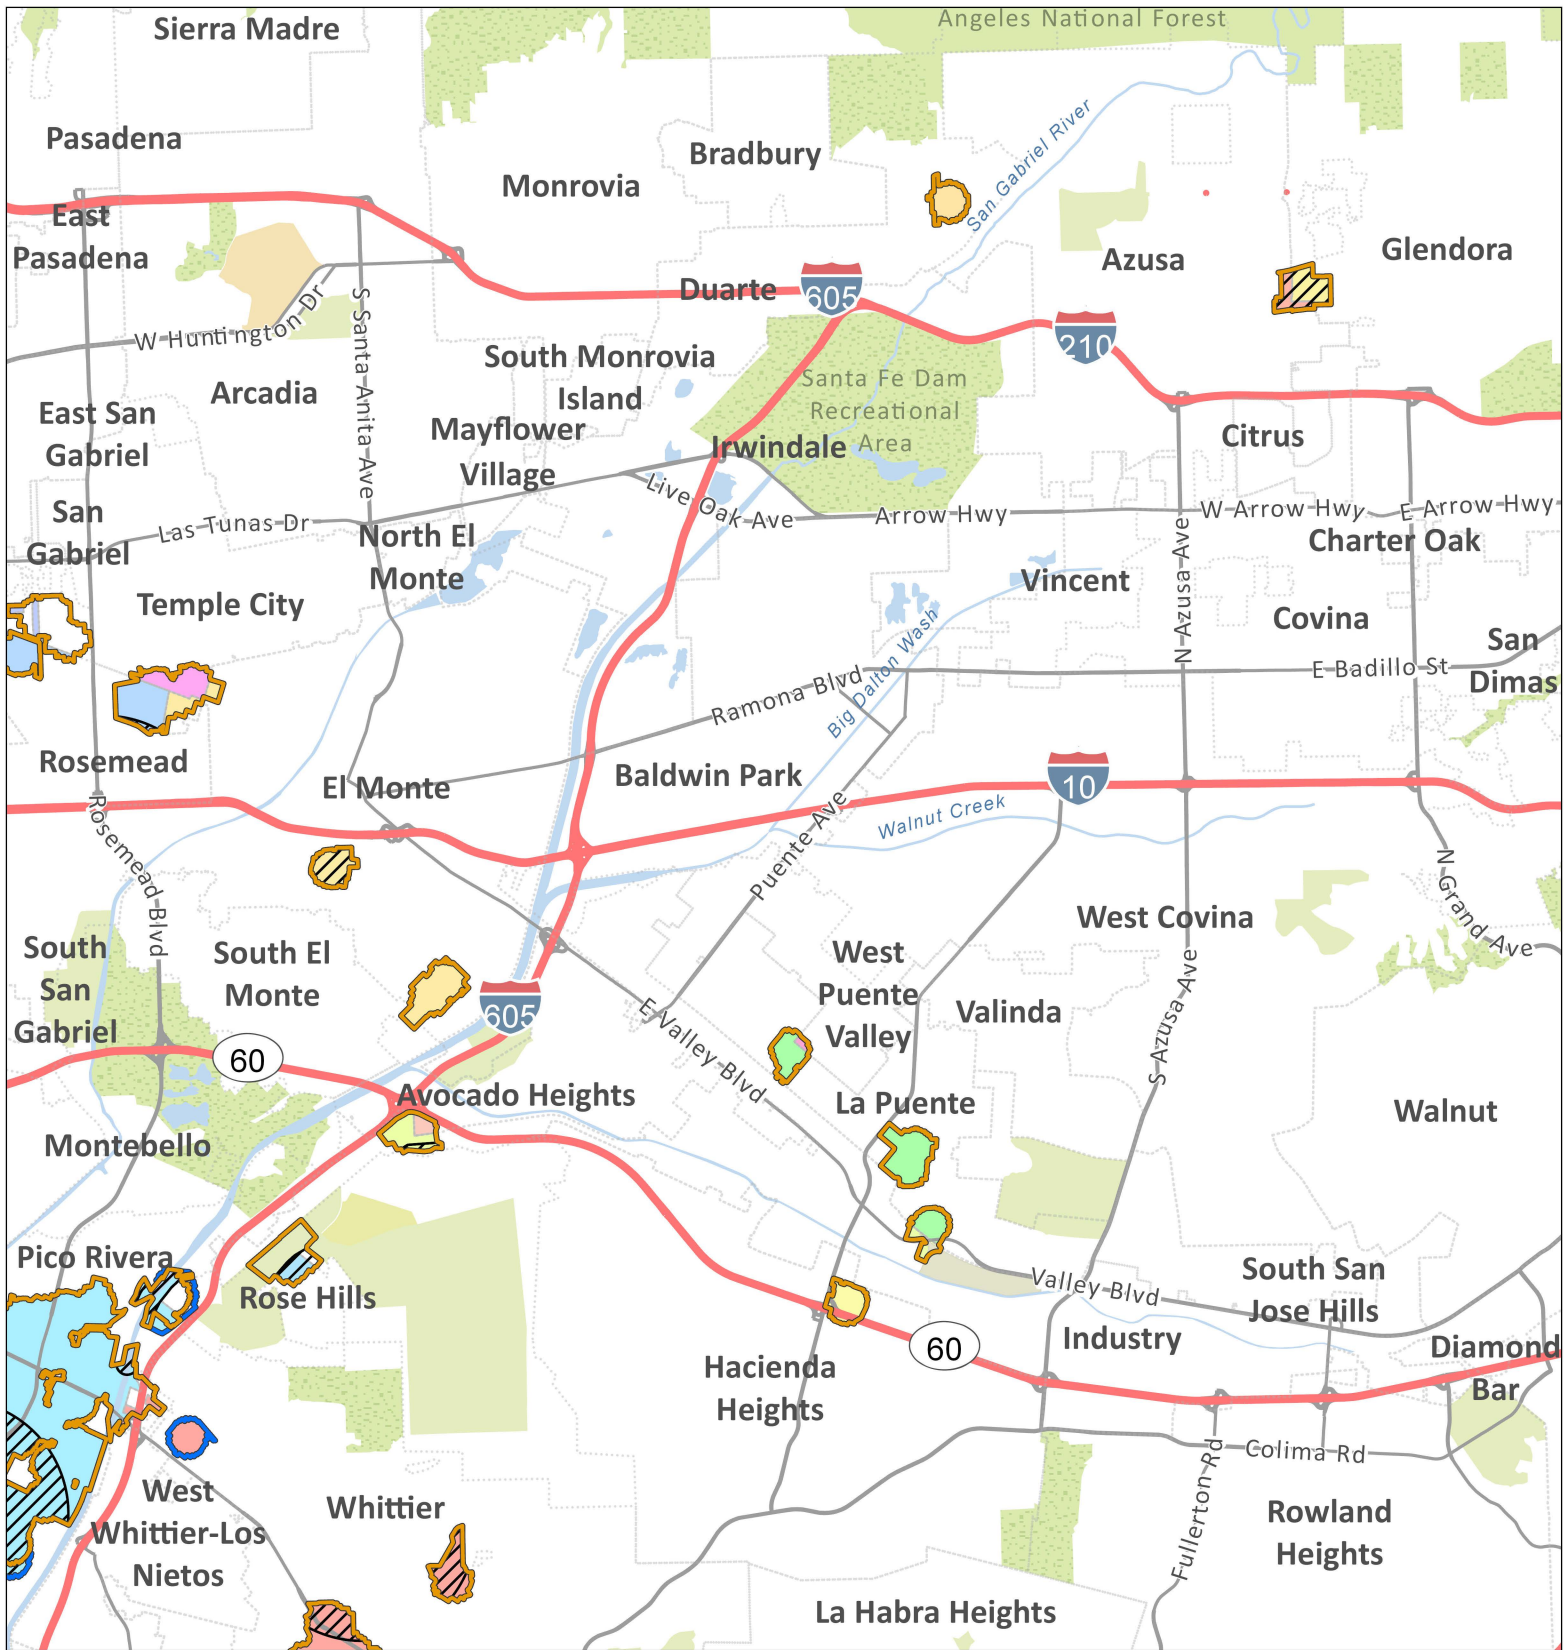 Angeles National Forest
Sierra Madre
Pasadena
Bradbury
Monrovia
San Gabriel River
East
Pasadena
Azusa
Glendora
Duarte
605
210
W Huntington Dr
S Santa Anita Ave
South Monrovia
Island
Santa Fe Dam
Recreational
Area
Arcadia
East San
Gabriel
Mayflower
Village
Irwindale
Citrus
San
Gabriel
Las Tunas Dr
Live Oak Ave
Arrow Hwy
W Arrow Hwy
E Arrow Hwy
North El
Monte
Charter Oak
Vincent
N Azusa Ave
Temple City
Covina
San
Dimas
Big Dalton Wash
Ramona Blvd
E Badillo St
Rosemead
El Monte
Baldwin Park
10
Walnut Creek
Puente Ave
Rosemead Blvd
N Grand Ave
West Covina
South
San
Gabriel
South El
Monte
West
Puente
Valley
Valinda
605
E Valley Blvd
S Azusa Ave
60
Avocado Heights
La Puente
Walnut
Montebello
Pico Rivera
Rose Hills
Valley Blvd
South San
Jose Hills
Industry
60
Diamond
Bar
Hacienda
Heights
Colima Rd
Fullerton Rd
West
Whittier-Los
Nietos
Whittier
Rowland
Heights
La Habra Heights